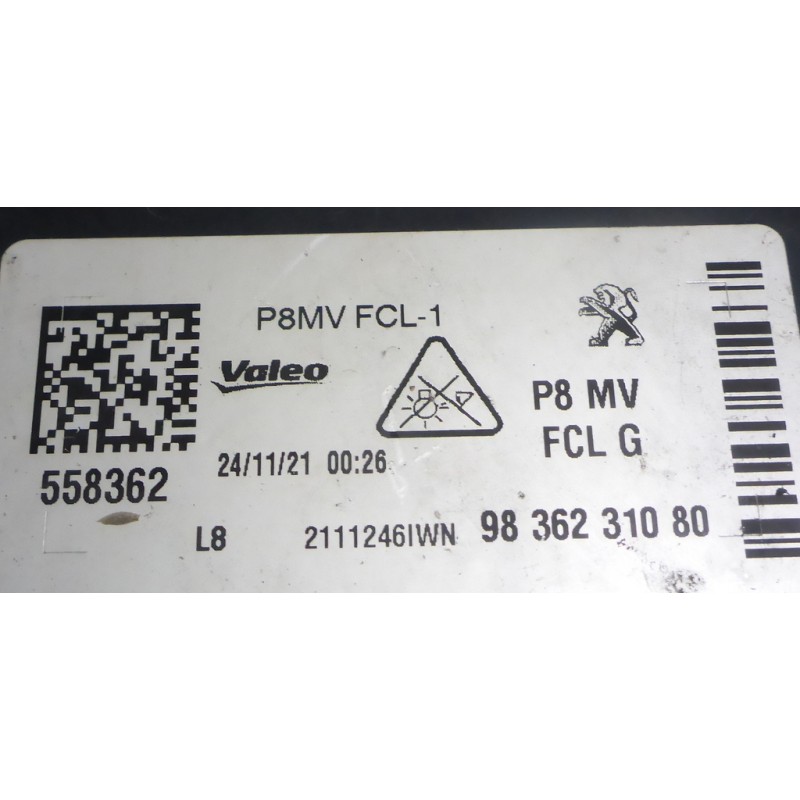 P8MV FCL-1
Valeo
P8 MV
FCL G
24/11/21 00:26
558362
L8
2111246IWN
98 362 310 80